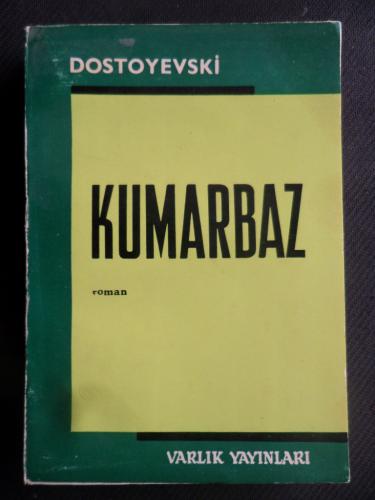 DOSTOYEVSKİ
KUMARBAZ
roman
VARLIK YAYINLARI